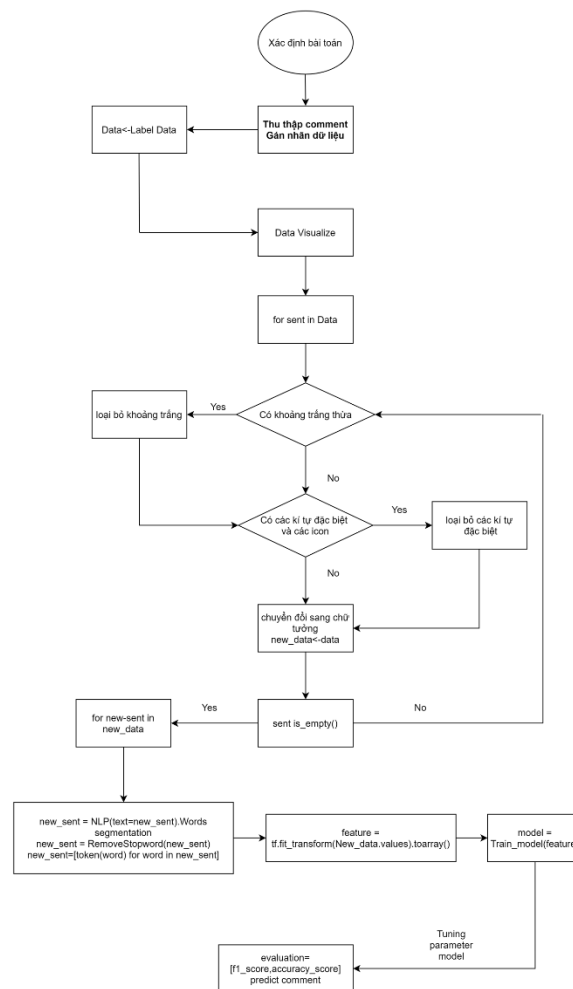 Xác định bài toán
Thu thập comment
Gán nhãn dữ liệu
Data<-Label Data
Data Visualize
for sent in Data
Có khoảng trắng thừa
Yes
loại bỏ khoảng trắng
No
Có các kí tự đặc biệt
và các icon
Yes
loại bỏ các kí tự
đặc biệt
No
chuyển đổi sang chữ
tưởng
new_data<-data
sent is_empty()
Yes
No
for new-sent in
new_data
new_sent = NLP(text=new_sent).Words
segmentation
new_sent = RemoveStopword(new_sent)
new_sent=[token(word) for word in new_sent]
feature =
tf.fit_transform(New_data.values).toarray()
model =
Train_model(feature
Tuning
parameter
model
evaluation=
[f1_score,accuracy_score]
predict comment